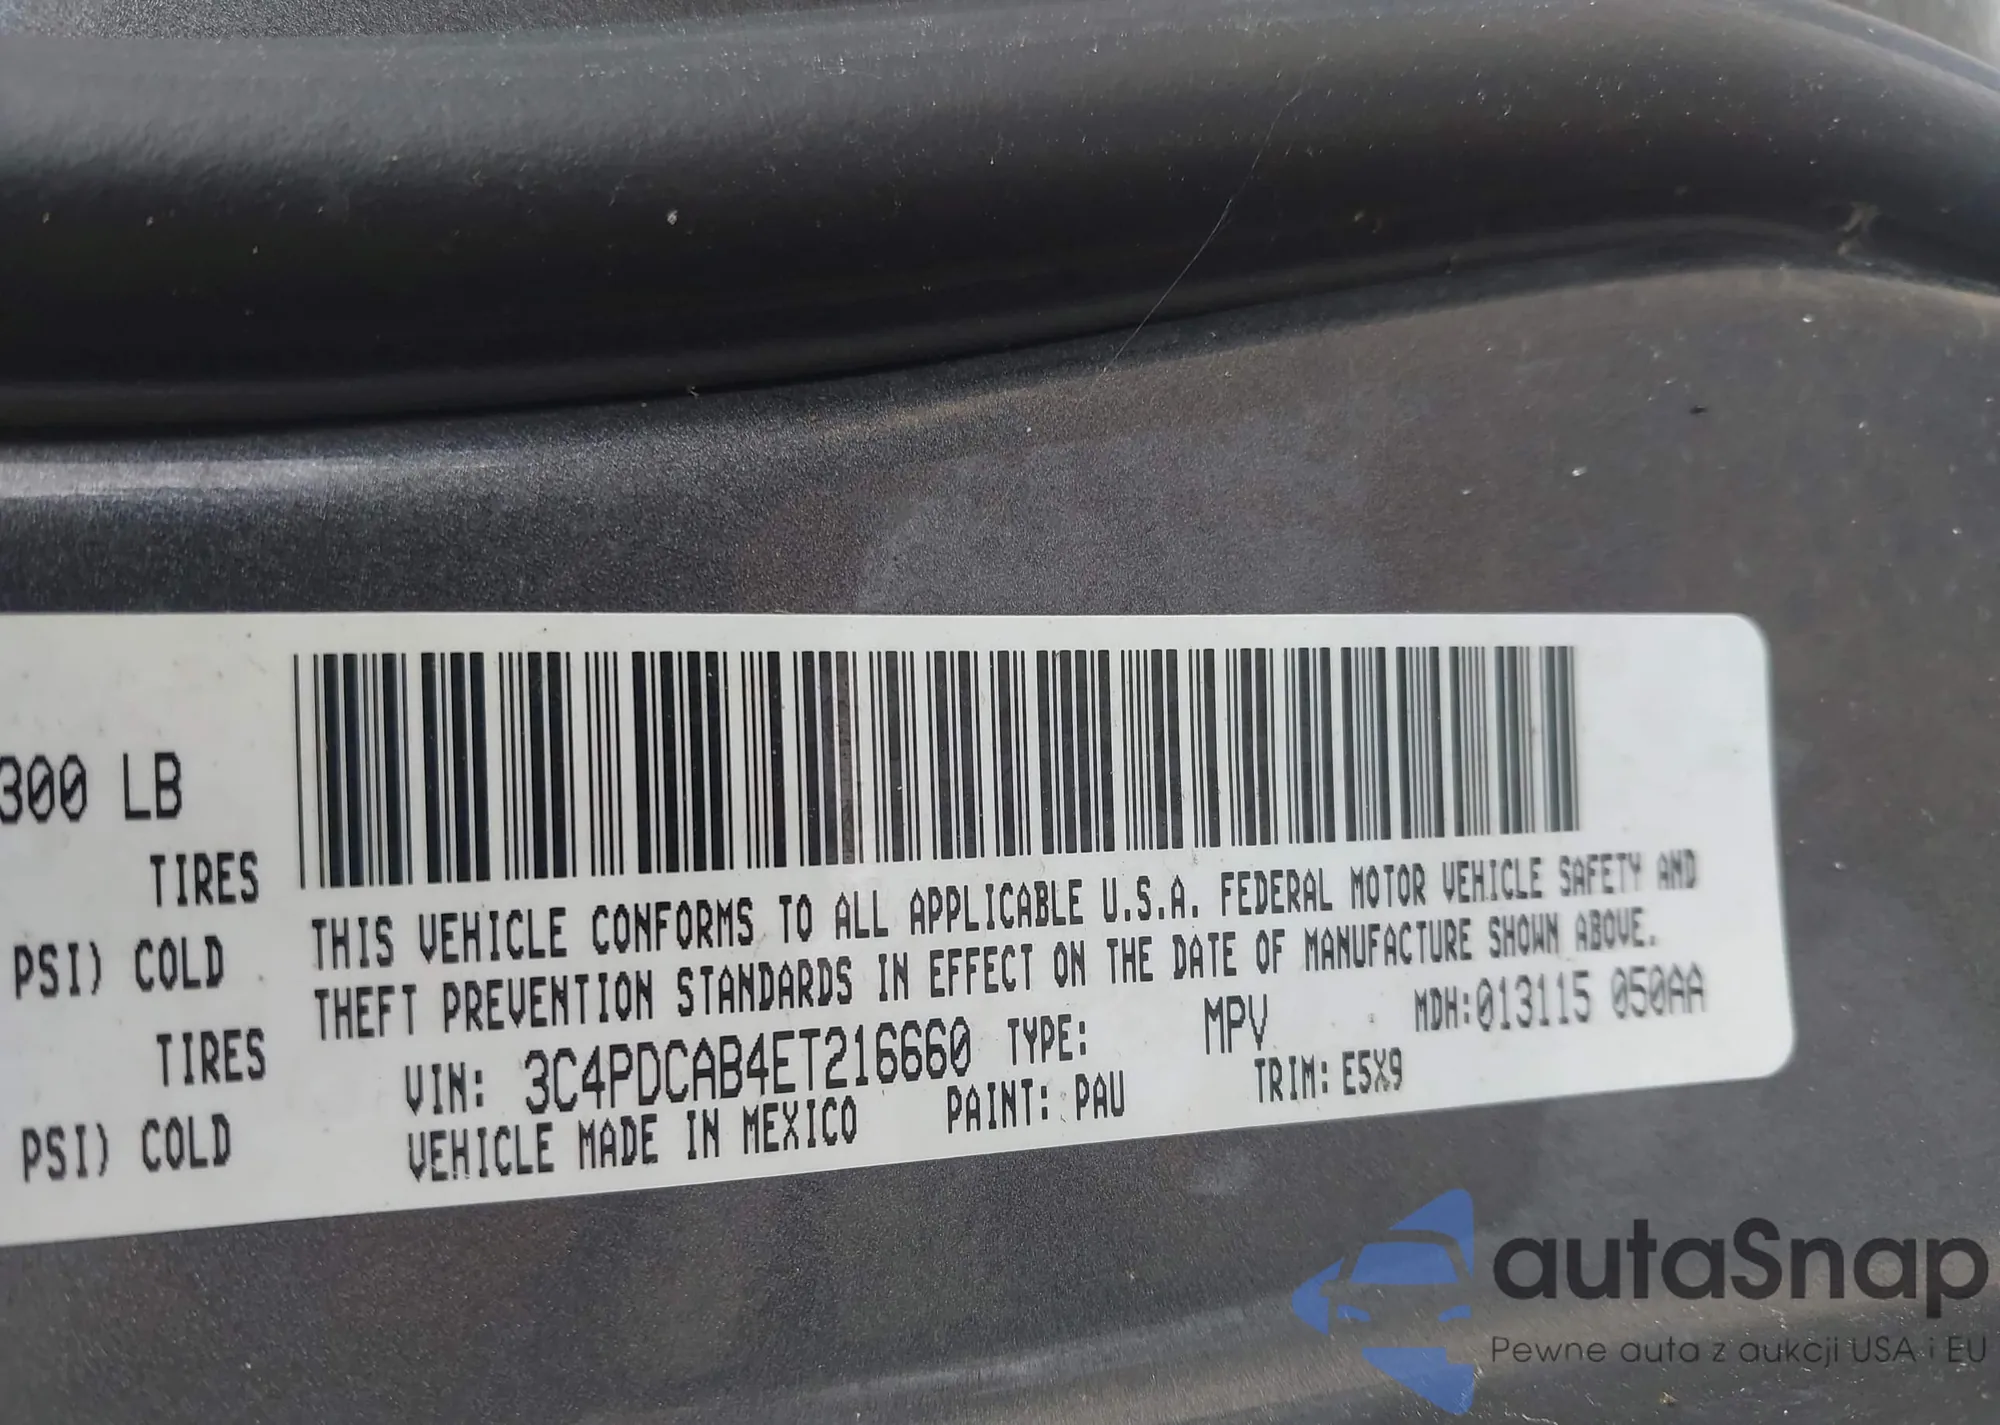 300 LB
TIRES
PSI) COLD
TIRES
PSI) COLD
THIS VEHICLE CONFORMS TO ALL APPLICABLE U.S.A. FEDERAL MOTOR VEHICLE SAFETY AND
THEFT PREVENTION STANDARDS IN EFFECT ON THE DATE OF MANUFACTURE SHOWN ABOVE.
VIN: 3C4PDCAB4ET216660 TYPE: MPV MDH:013115 050AA
VEHICLE MADE IN MEXICO PAINT: PAU TRIM: E5X9
autaSnap
Pewne auta z aukcji USA i EU